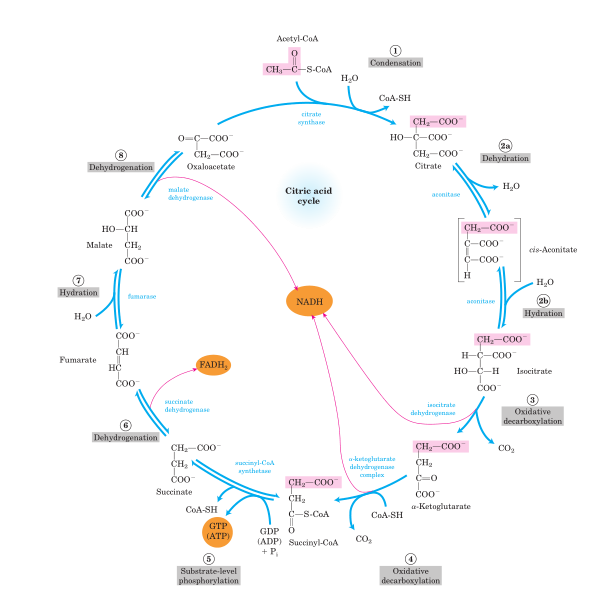 Acetyl-CoA
O
CH₃—C—S-CoA
1
Condensation
H₂O
CoA-SH
citrate
synthase
CH₂—COO⁻
HO—C—COO⁻
CH₂—COO⁻
Citrate
2a
Dehydration
H₂O
aconitase
CH₂—COO⁻
C—COO⁻
C—COO⁻
H
cis-Aconitate
H₂O
aconitase
2b
Hydration
CH₂—COO⁻
H—C—COO⁻
HO—C—H
COO⁻
Isocitrate
3
Oxidative
decarboxylation
isocitrate
dehydrogenase
CO₂
CH₂—COO⁻
CH₂
C=O
COO⁻
α-Ketoglutarate
α-ketoglutarate
dehydrogenase
complex
CoA-SH
CO₂
4
Oxidative
decarboxylation
CH₂—COO⁻
CH₂
C—S-CoA
O
Succinyl-CoA
succinyl-CoA
synthetase
GDP
(ADP)
+ Pᵢ
GTP
(ATP)
CoA-SH
5
Substrate-level
phosphorylation
CH₂—COO⁻
CH₂
COO⁻
Succinate
6
Dehydrogenation
succinate
dehydrogenase
FADH₂
COO⁻
CH
HC
COO⁻
Fumarate
7
Hydration
H₂O
fumarase
COO⁻
HO—CH
CH₂
COO⁻
Malate
8
Dehydrogenation
malate
dehydrogenase
O=C—COO⁻
CH₂—COO⁻
Oxaloacetate
Citric acid
cycle
NADH